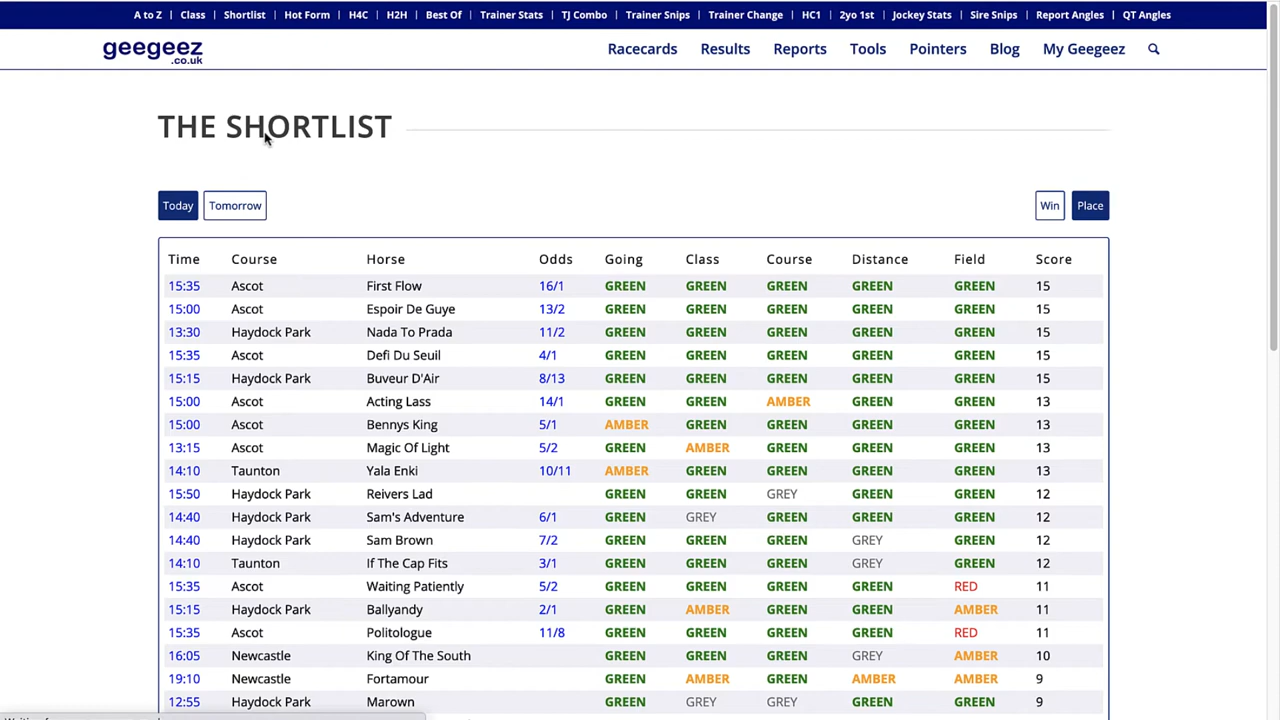 A to Z | Class | Shortlist | Hot Form | H4C | H2H | Best Of | Trainer Stats | TJ Combo | Trainer Snips | Trainer Change | HC1 | 2yo 1st | Jockey Stats | Sire Snips | Report Angles | QT Angles
geegeez .co.uk Racecards Results Reports Tools Pointers Blog My Geegeez
THE SHORTLIST
Today Tomorrow Win Place
Time Course Horse Odds Going Class Course Distance Field Score
15:35 Ascot First Flow 16/1 GREEN GREEN GREEN GREEN GREEN 15
15:00 Ascot Espoir De Guye 13/2 GREEN GREEN GREEN GREEN GREEN 15
13:30 Haydock Park Nada To Prada 11/2 GREEN GREEN GREEN GREEN GREEN 15
15:35 Ascot Defi Du Seuil 4/1 GREEN GREEN GREEN GREEN GREEN 15
15:15 Haydock Park Buveur D'Air 8/13 GREEN GREEN GREEN GREEN GREEN 15
15:00 Ascot Acting Lass 14/1 GREEN GREEN AMBER GREEN GREEN 13
15:00 Ascot Bennys King 5/1 AMBER GREEN GREEN GREEN GREEN 13
13:15 Ascot Magic Of Light 5/2 GREEN AMBER GREEN GREEN GREEN 13
14:10 Taunton Yala Enki 10/11 AMBER GREEN GREEN GREEN GREEN 13
15:50 Haydock Park Reivers Lad GREEN GREEN GREY GREEN GREEN 12
14:40 Haydock Park Sam's Adventure 6/1 GREEN GREY GREEN GREEN GREEN 12
14:40 Haydock Park Sam Brown 7/2 GREEN GREEN GREEN GREY GREEN 12
14:10 Taunton If The Cap Fits 3/1 GREEN GREEN GREEN GREY GREEN 12
15:35 Ascot Waiting Patiently 5/2 GREEN GREEN GREEN GREEN RED 11
15:15 Haydock Park Ballyandy 2/1 GREEN AMBER GREEN GREEN AMBER 11
15:35 Ascot Politologue 11/8 GREEN GREEN GREEN GREEN RED 11
16:05 Newcastle King Of The South GREEN GREEN GREEN GREY AMBER 10
19:10 Newcastle Fortamour GREEN AMBER GREEN AMBER AMBER 9
12:55 Haydock Park Marown GREEN GREY GREY GREEN GREEN 9